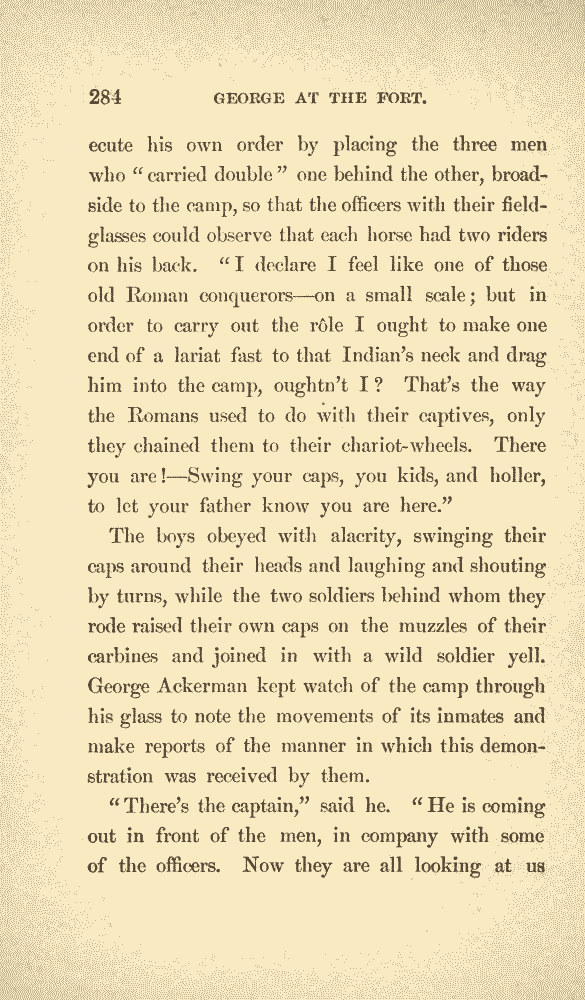 284 GEORGE AT THE FORT.
ecute his own order by placing the three men
who “carried double” one behind the other, broad-
side to the camp, so that the officers with their field-
glasses could observe that each horse had two riders
on his back. “I declare I feel like one of those
old Roman conquerors—on a small scale; but in
order to carry out the rôle I ought to make one
end of a lariat fast to that Indian’s neck and drag
him into the camp, oughtn’t I? That’s the way
the Romans used to do with their captives, only
they chained them to their chariot-wheels. There
you are!—Swing your caps, you kids, and holler,
to let your father know you are here.”
The boys obeyed with alacrity, swinging their
caps around their heads and laughing and shouting
by turns, while the two soldiers behind whom they
rode raised their own caps on the muzzles of their
carbines and joined in with a wild soldier yell.
George Ackerman kept watch of the camp through
his glass to note the movements of its inmates and
make reports of the manner in which this demon-
stration was received by them.
“There’s the captain,” said he. “He is coming
out in front of the men, in company with some
of the officers. Now they are all looking at us